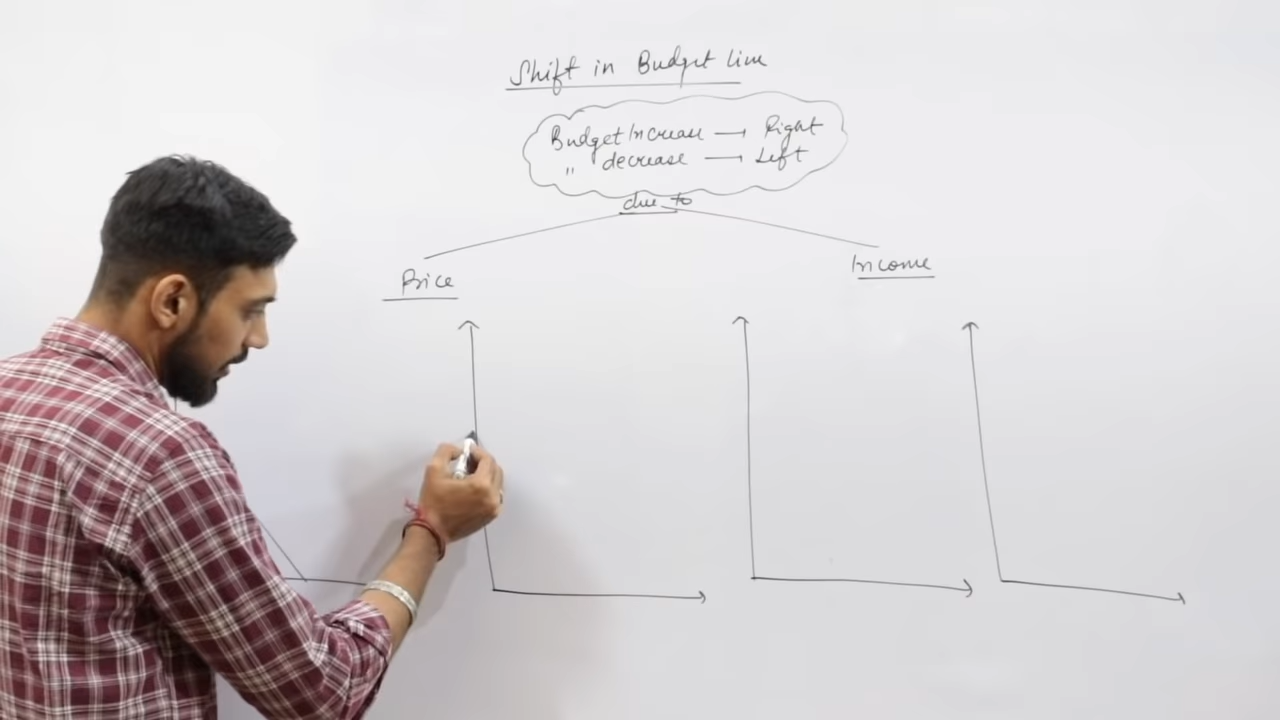 Shift in Budget line
Budget Increase → Right
" decrease → Left
due to
Price
Income